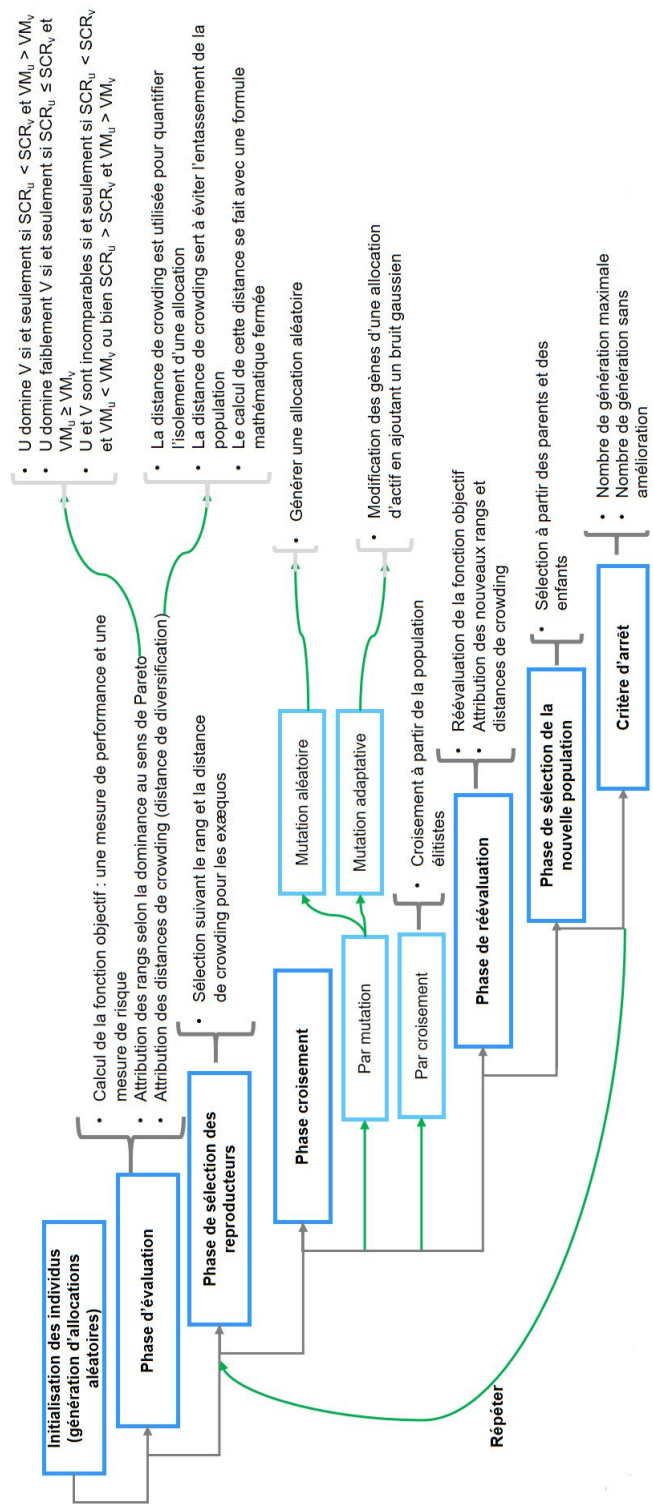 Initialisation des individus
(génération d'allocations
aléatoires)
Phase d'évaluation
• Calcul de la fonction objectif : une mesure de performance et une
mesure de risque
• Attribution des rangs selon la dominance au sens de Pareto
• Attribution des distances de crowding (distance de diversification)
• U domine V si et seulement si SCRᵤ < SCRᵥ et VMᵤ > VMᵥ
• U domine faiblement V si et seulement si SCRᵤ ≤ SCRᵥ et
VMᵤ ≥ VMᵥ
• U et V sont incomparables si et seulement si SCRᵤ < SCRᵥ
et VMᵤ < VMᵥ ou bien SCRᵤ > SCRᵥ et VMᵤ > VMᵥ
• La distance de crowding est utilisée pour quantifier
l'isolement d'une allocation
• La distance de crowding sert à éviter l'entassement de la
population
• Le calcul de cette distance se fait avec une formule
mathématique fermée
Phase de sélection des
reproducteurs
• Sélection suivant le rang et la distance
de crowding pour les exæquos
Phase croisement
Par mutation
Mutation aléatoire
• Générer une allocation aléatoire
Mutation adaptative
• Modification des gènes d'une allocation
d'actif en ajoutant un bruit gaussien
Par croisement
• Croisement à partir de la population
élitistes
Phase de réévaluation
• Réévaluation de la fonction objectif
• Attribution des nouveaux rangs et
distances de crowding
Phase de sélection de la
nouvelle population
• Sélection à partir des parents et des
enfants
Critère d'arrêt
• Nombre de génération maximale
• Nombre de génération sans
amélioration
Répéter